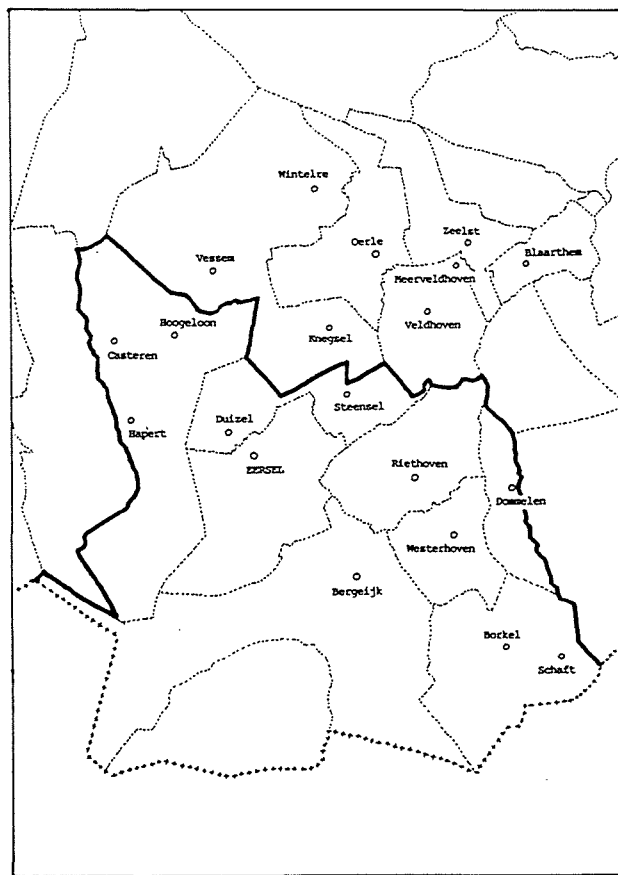 Wintelre
Zeelst
Oerle
Blaarthem
Vessem
Meerveldhoven
Hoogeloon
Veldhoven
Knegsel
Casteren
Steensel
Duizel
Hapert
Riethoven
EERSEL
Dommelen
Westerhoven
Bergeijk
Borkel
Schaft